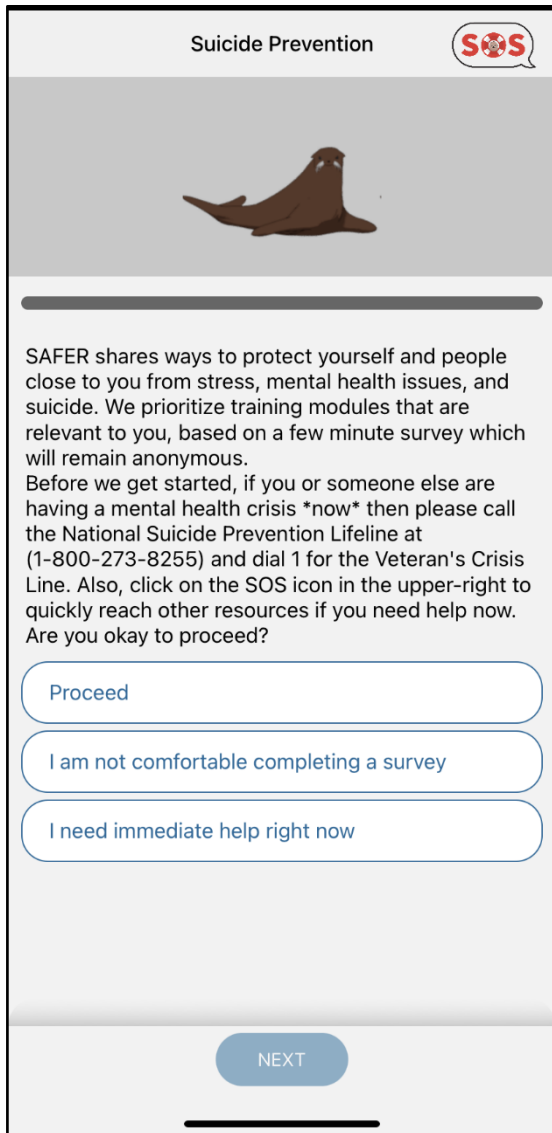 Suicide Prevention
SOS
SAFER shares ways to protect yourself and people
close to you from stress, mental health issues, and
suicide. We prioritize training modules that are
relevant to you, based on a few minute survey which
will remain anonymous.
Before we get started, if you or someone else are
having a mental health crisis *now* then please call
the National Suicide Prevention Lifeline at
(1-800-273-8255) and dial 1 for the Veteran's Crisis
Line. Also, click on the SOS icon in the upper-right to
quickly reach other resources if you need help now.
Are you okay to proceed?
Proceed
I am not comfortable completing a survey
I need immediate help right now
NEXT